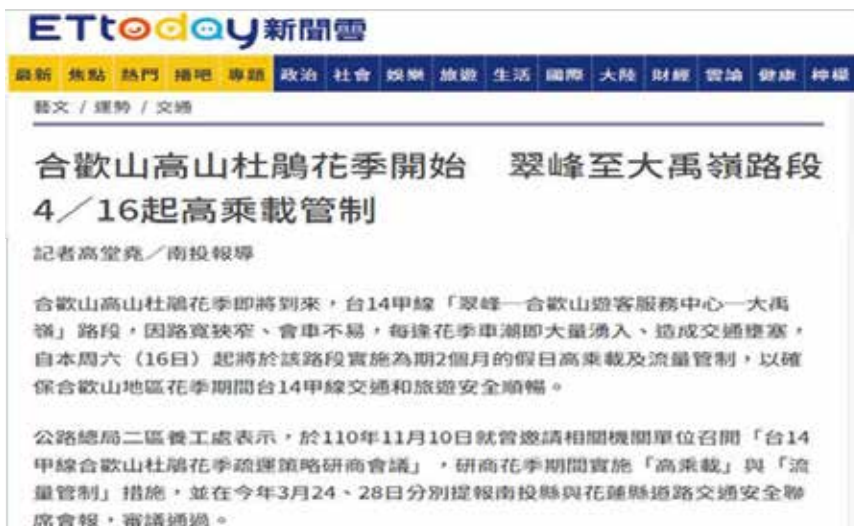 ETtoday新聞雲
最新 焦點 熱門 播吧 專題 政治 社會 娛樂 旅遊 生活 國際 大陸 財經 雲論 健康 檸檬
藝文 / 運勢 / 交通
合歡山高山杜鵑花季開始　翠峰至大禹嶺路段
4／16起高乘載管制
記者高堂堯／南投報導
合歡山高山杜鵑花季即將到來，台14甲線「翠峰—合歡山遊客服務中心—大禹
嶺」路段，因路寬狹窄、會車不易，每逢花季車潮即大量湧入、造成交通壅塞，
自本周六（16日）起將於該路段實施為期2個月的假日高乘載及流量管制，以確
保合歡山地區花季期間台14甲線交通和旅遊安全順暢。
公路總局二區養工處表示，於110年11月10日就曾邀請相關機關單位召開「台14
甲線合歡山杜鵑花季疏運策略研商會議」，研商花季期間實施「高乘載」與「流
量管制」措施，並在今年3月24、28日分別提報南投縣與花蓮縣道路交通安全聯
席會報，審議通過。